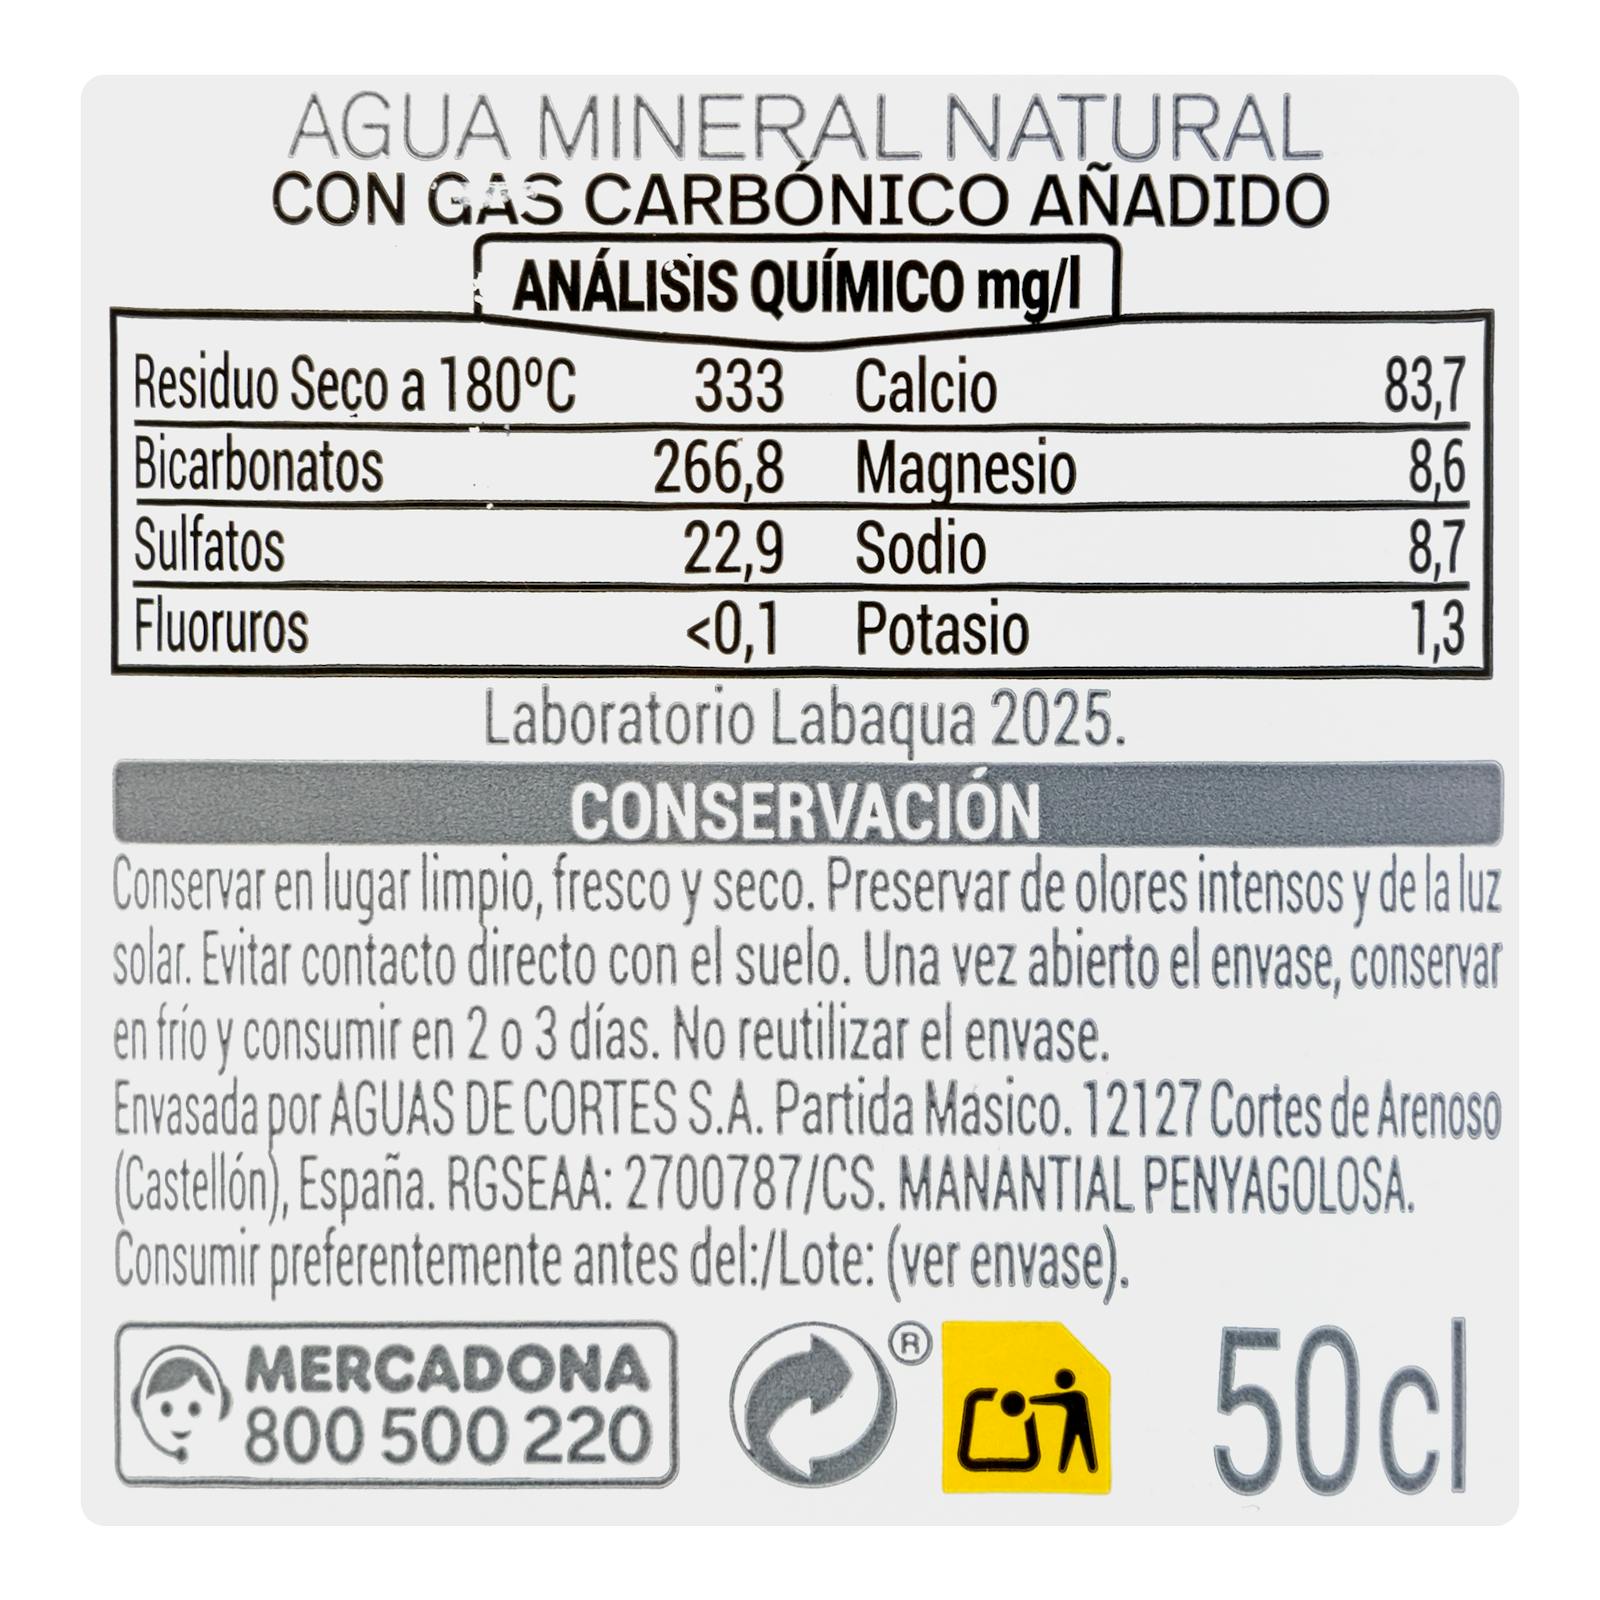 AGUA MINERAL NATURAL
CON GAS CARBÓNICO AÑADIDO
ANÁLISIS QUÍMICO mg/l
Residuo Seco a 180ºC 333 Calcio 83,7
Bicarbonatos 266,8 Magnesio 8,6
Sulfatos 22,9 Sodio 8,7
Fluoruros <0,1 Potasio 1,3
Laboratorio Labaqua 2025.
CONSERVACIÓN
Conservar en lugar limpio, fresco y seco. Preservar de olores intensos y de la luz
solar. Evitar contacto directo con el suelo. Una vez abierto el envase, conservar
en frío y consumir en 2 o 3 días. No reutilizar el envase.
Envasada por AGUAS DE CORTES S.A. Partida Masico. 12127 Cortes de Arenoso
(Castellón), España. RGSEAA: 2700787/CS. MANANTIAL PENYAGOLOSA.
Consumir preferentemente antes del:/Lote: (ver envase).
MERCADONA
800 500 220
®
50cl